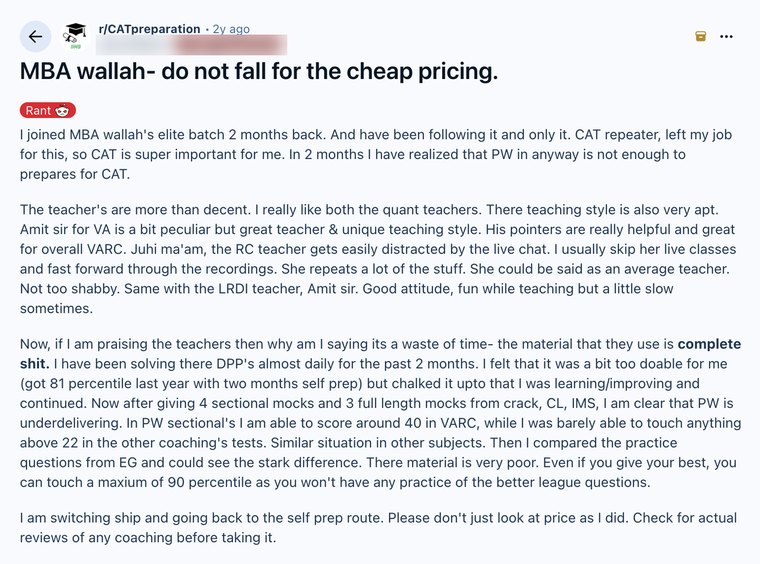 r/CATpreparation • 2y ago
MBA wallah- do not fall for the cheap pricing.
Rant
I joined MBA wallah's elite batch 2 months back. And have been following it and only it. CAT repeater, left my job
for this, so CAT is super important for me. In 2 months I have realized that PW in anyway is not enough to
prepares for CAT.
The teacher's are more than decent. I really like both the quant teachers. There teaching style is also very apt.
Amit sir for VA is a bit peculiar but great teacher & unique teaching style. His pointers are really helpful and great
for overall VARC. Juhi ma'am, the RC teacher gets easily distracted by the live chat. I usually skip her live classes
and fast forward through the recordings. She repeats a lot of the stuff. She could be said as an average teacher.
Not too shabby. Same with the LRDI teacher, Amit sir. Good attitude, fun while teaching but a little slow
sometimes.
Now, if I am praising the teachers then why am I saying its a waste of time- the material that they use is complete
shit. I have been solving there DPP's almost daily for the past 2 months. I felt that it was a bit too doable for me
(got 81 percentile last year with two months self prep) but chalked it upto that I was learning/improving and
continued. Now after giving 4 sectional mocks and 3 full length mocks from crack, CL, IMS, I am clear that PW is
underdelivering. In PW sectional's I am able to score around 40 in VARC, while I was barely able to touch anything
above 22 in the other coaching's tests. Similar situation in other subjects. Then I compared the practice
questions from EG and could see the stark difference. There material is very poor. Even if you give your best, you
can touch a maxium of 90 percentile as you won't have any practice of the better league questions.
I am switching ship and going back to the self prep route. Please don't just look at price as I did. Check for actual
reviews of any coaching before taking it.